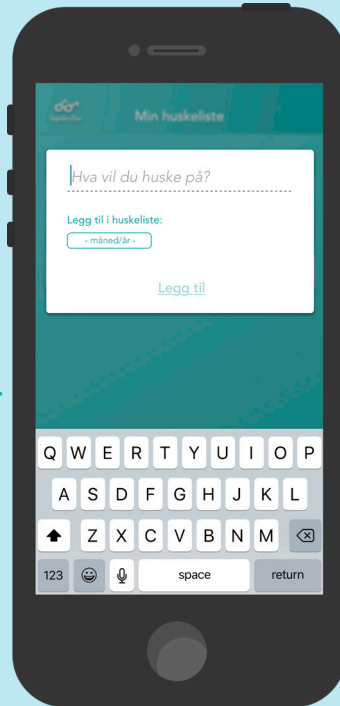 Min huskeliste
Hva vil du huske på?
Legg til i huskeliste:
- måned/år -
Legg til
Q W E R T Y U I O P
A S D F G H J K L
Z X C V B N M
123 space return